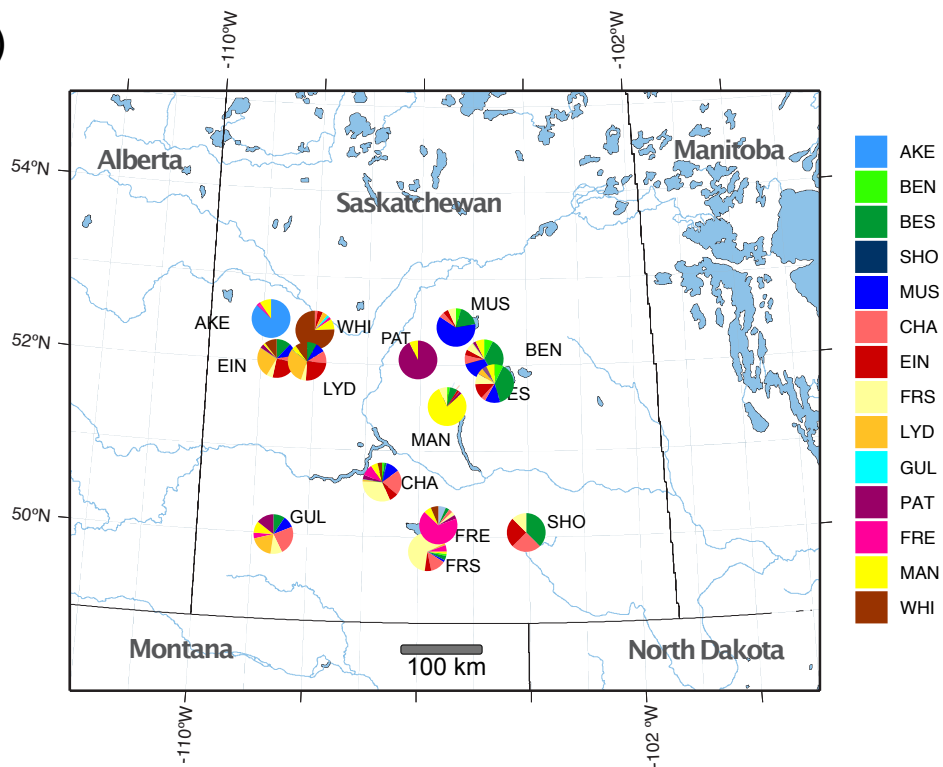 )
-110°W
-102°W
54°N
Alberta
Manitoba
Saskatchewan
MUS
AKE
WHI
PAT
BEN
52°N
EIN
LYD
ES
MAN
CHA
50°N
GUL
SHO
FRE
FRS
Montana
North Dakota
100 km
-110°W
-102 °W
AKE
BEN
BES
SHO
MUS
CHA
EIN
FRS
LYD
GUL
PAT
FRE
MAN
WHI